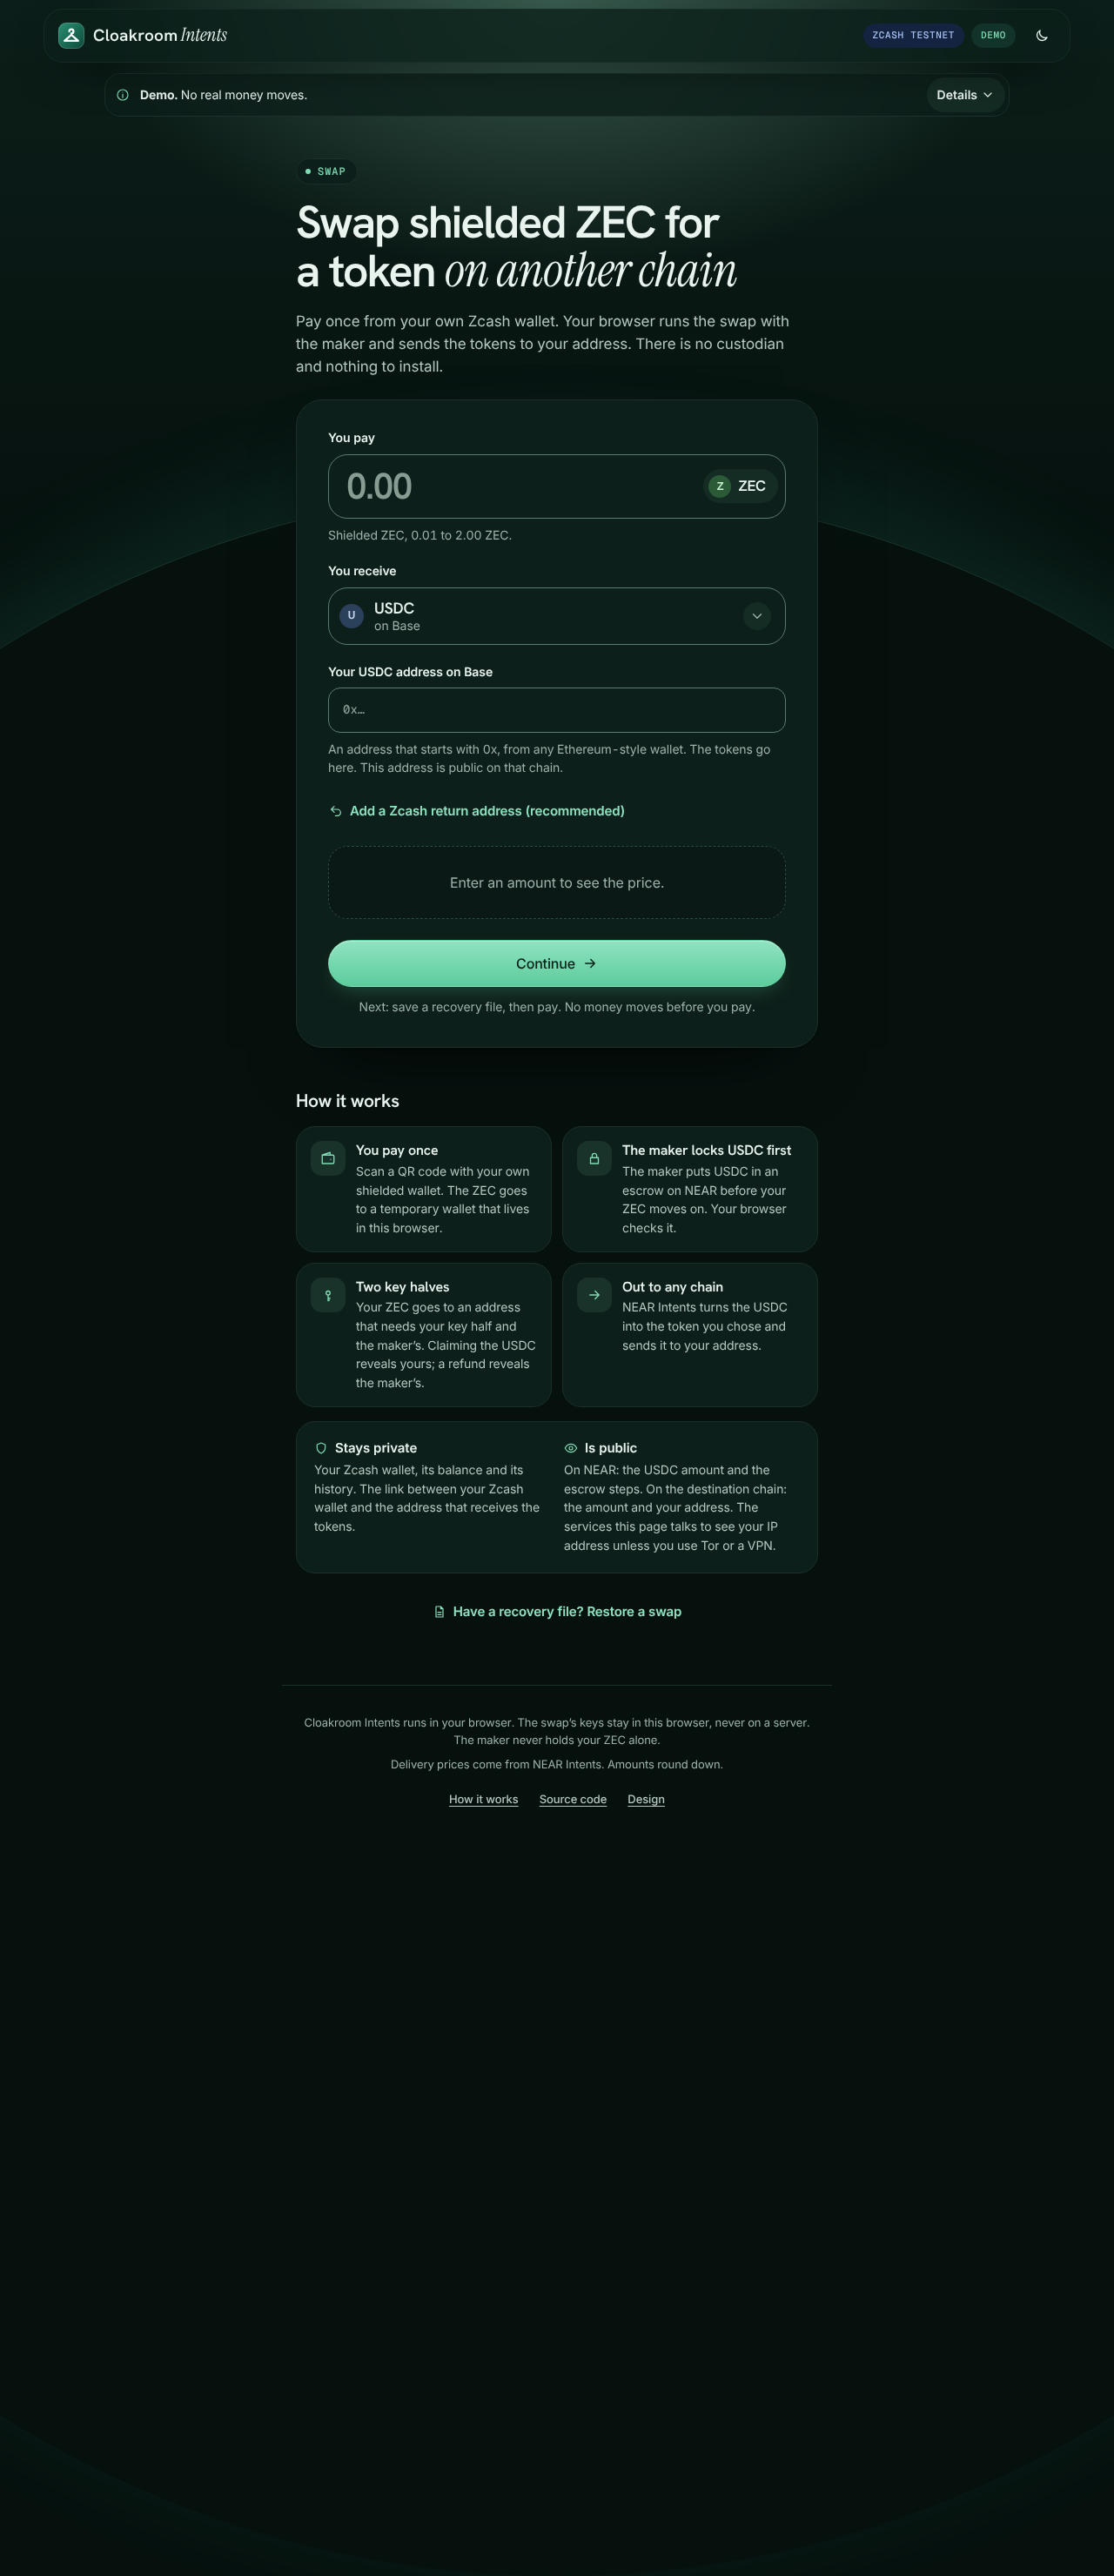 Cloakroom Intents
ZCASH TESTNET
DEMO
Demo. No real money moves.
Details
SWAP
Swap shielded ZEC for
a token on another chain
Pay once from your own Zcash wallet. Your browser runs the swap with
the maker and sends the tokens to your address. There is no custodian
and nothing to install.
You pay
0.00
Z ZEC
Shielded ZEC, 0.01 to 2.00 ZEC.
You receive
U
USDC
on Base
Your USDC address on Base
0x…
An address that starts with 0x, from any Ethereum-style wallet. The tokens go
here. This address is public on that chain.
Add a Zcash return address (recommended)
Enter an amount to see the price.
Continue
Next: save a recovery file, then pay. No money moves before you pay.
How it works
You pay once
Scan a QR code with your own
shielded wallet. The ZEC goes
to a temporary wallet that lives
in this browser.
The maker locks USDC first
The maker puts USDC in an
escrow on NEAR before your
ZEC moves on. Your browser
checks it.
Two key halves
Your ZEC goes to an address
that needs your key half and
the maker’s. Claiming the USDC
reveals yours; a refund reveals
the maker’s.
Out to any chain
NEAR Intents turns the USDC
into the token you chose and
sends it to your address.
Stays private
Your Zcash wallet, its balance and its
history. The link between your Zcash
wallet and the address that receives the
tokens.
Is public
On NEAR: the USDC amount and the
escrow steps. On the destination chain:
the amount and your address. The
services this page talks to see your IP
address unless you use Tor or a VPN.
Have a recovery file? Restore a swap
Cloakroom Intents runs in your browser. The swap’s keys stay in this browser, never on a server.
The maker never holds your ZEC alone.
Delivery prices come from NEAR Intents. Amounts round down.
How it works
Source code
Design